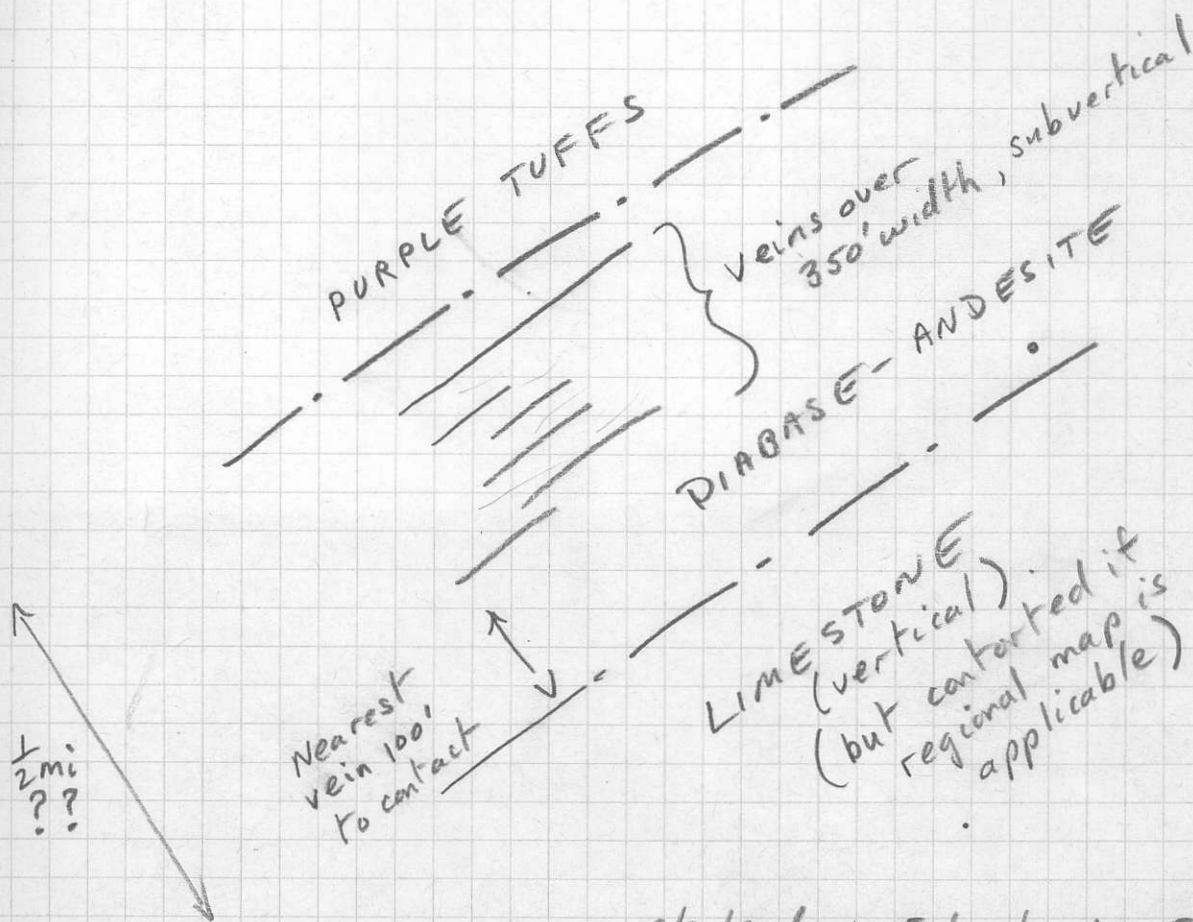 PURPLE TUFFS
veins over
350' width, subvertical
DIABASE - ANDESITE
LIMESTONE
(vertical)
(but contorted if
regional map is
applicable)
Nearest
vein 100'
to contact
1/2 mi
??